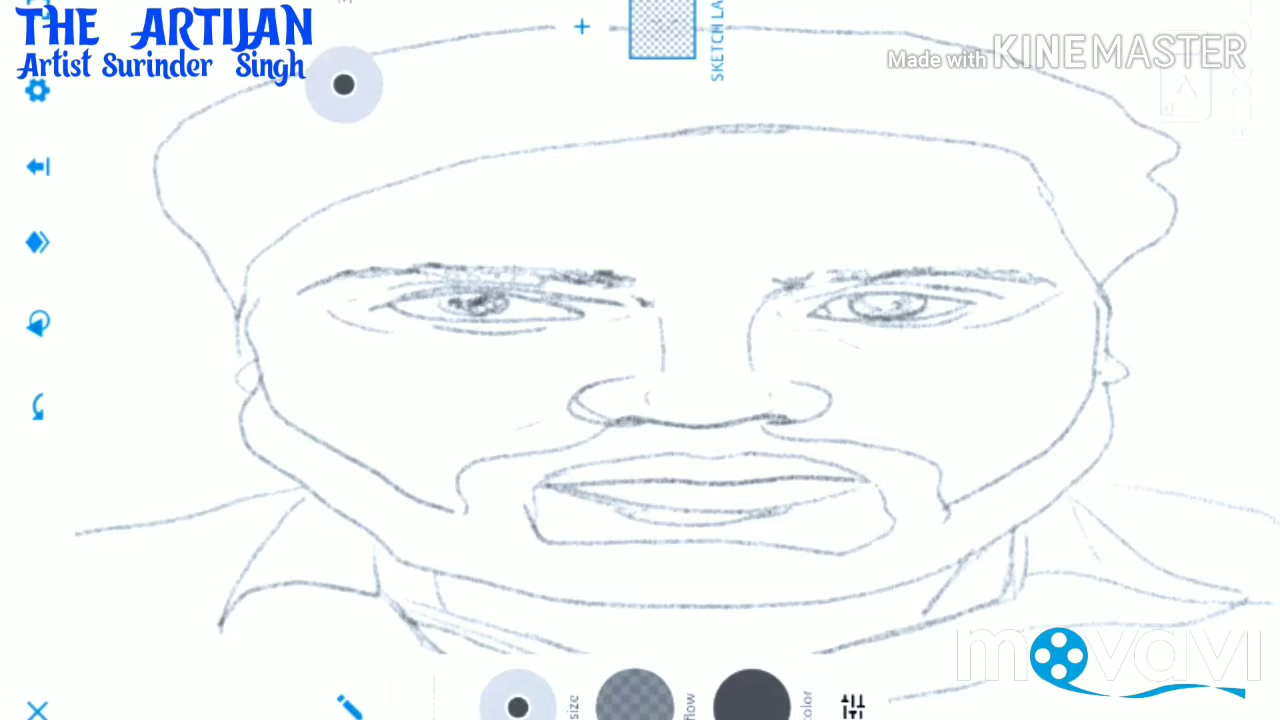 THE ARTIJAN
Artist Surinder Singh
Made with KINEMASTER
SKETCH LA
size
flow
color
movavi